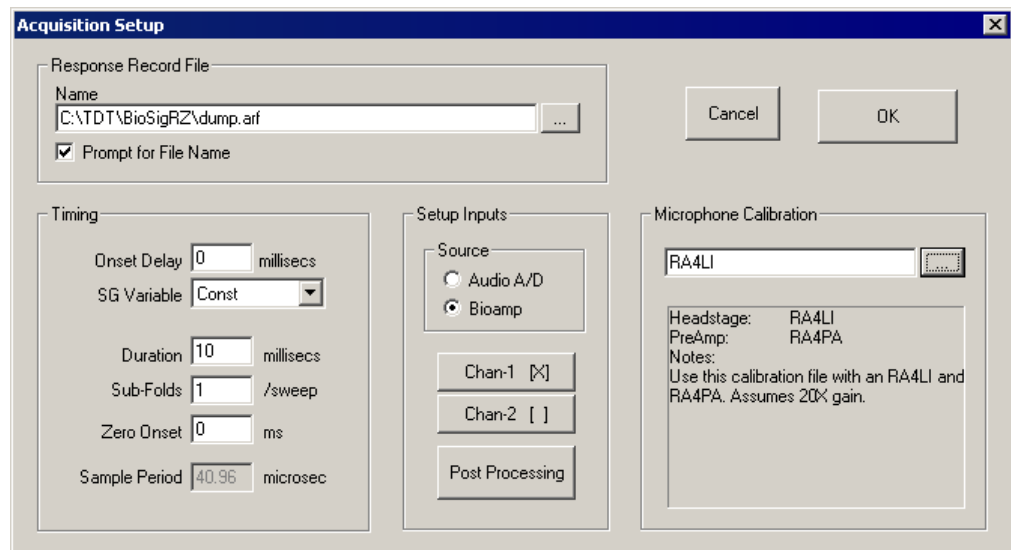 Acquisition Setup
Response Record File
Name
C:\TDT\BioSigRZ\dump.arf
...
Prompt for File Name
Cancel
OK
Timing
Onset Delay 0 millisecs
SG Variable Const
Duration 10 millisecs
Sub-Folds 1 /sweep
Zero Onset 0 ms
Sample Period 40.96 microsec
Setup Inputs
Source
Audio A/D
Bioamp
Chan-1 [X]
Chan-2 [ ]
Post Processing
Microphone Calibration
RA4LI
...
Headstage: RA4LI
PreAmp: RA4PA
Notes:
Use this calibration file with an RA4LI and
RA4PA. Assumes 20X gain.